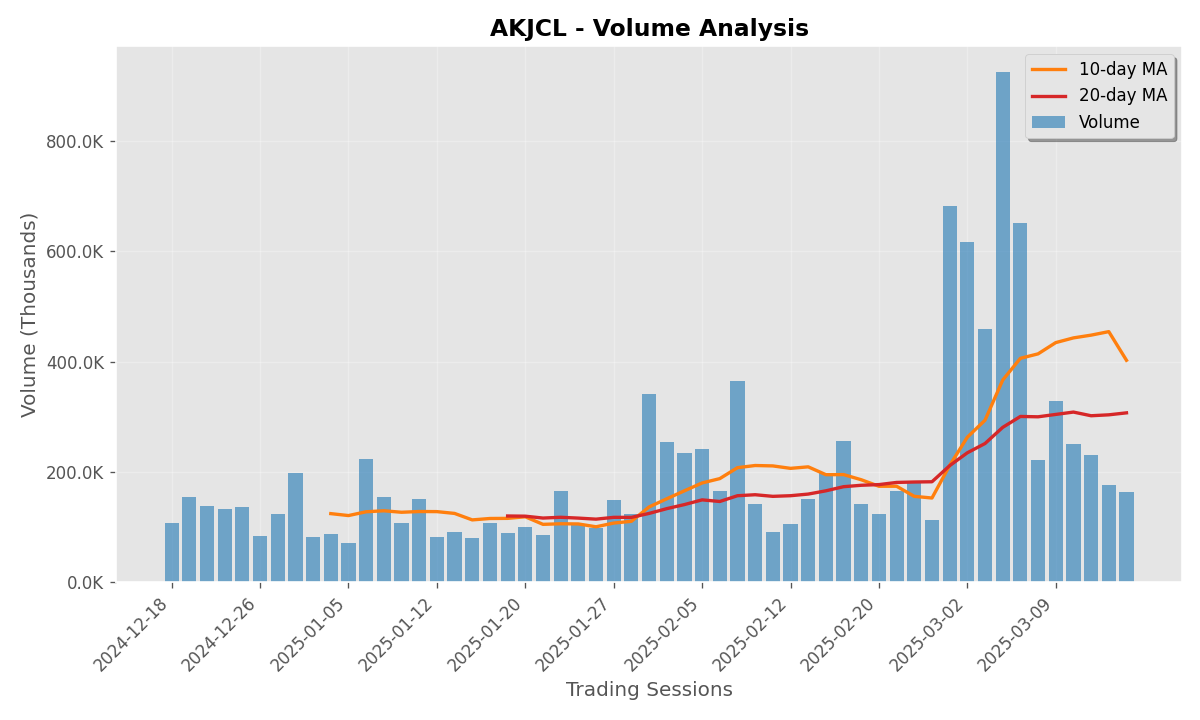 AKJCL - Volume Analysis
10-day MA
20-day MA
Volume
Volume (Thousands)
800.0K
600.0K
400.0K
200.0K
0.0K
2024-12-18
2024-12-26
2025-01-05
2025-01-12
2025-01-20
2025-01-27
2025-02-05
2025-02-12
2025-02-20
2025-03-02
2025-03-09
Trading Sessions